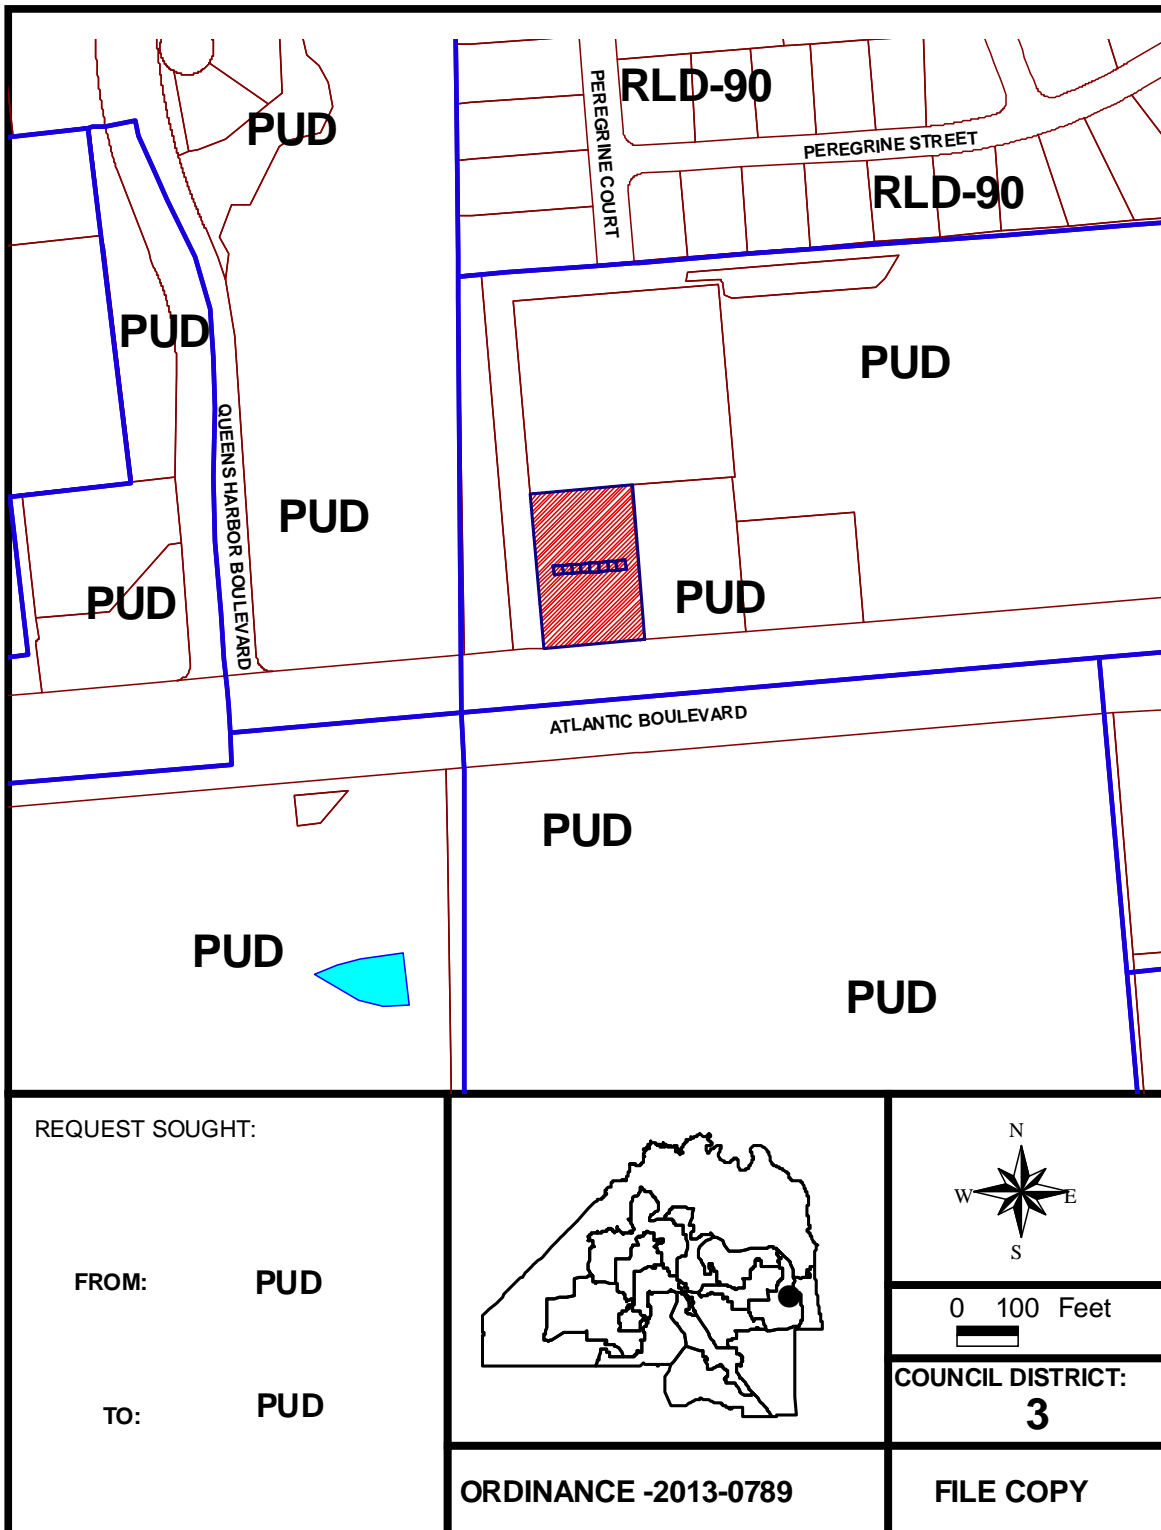 RLD-90
PEREGRINE COURT
PUD
PEREGRINE STREET
RLD-90
PUD
PUD
QUEENS HARBOR BOULEVARD
PUD
PUD
PUD
ATLANTIC BOULEVARD
PUD
PUD
PUD
REQUEST SOUGHT:
FROM: PUD
TO: PUD
N
W E
S
0 100 Feet
COUNCIL DISTRICT:
3
ORDINANCE -2013-0789
FILE COPY